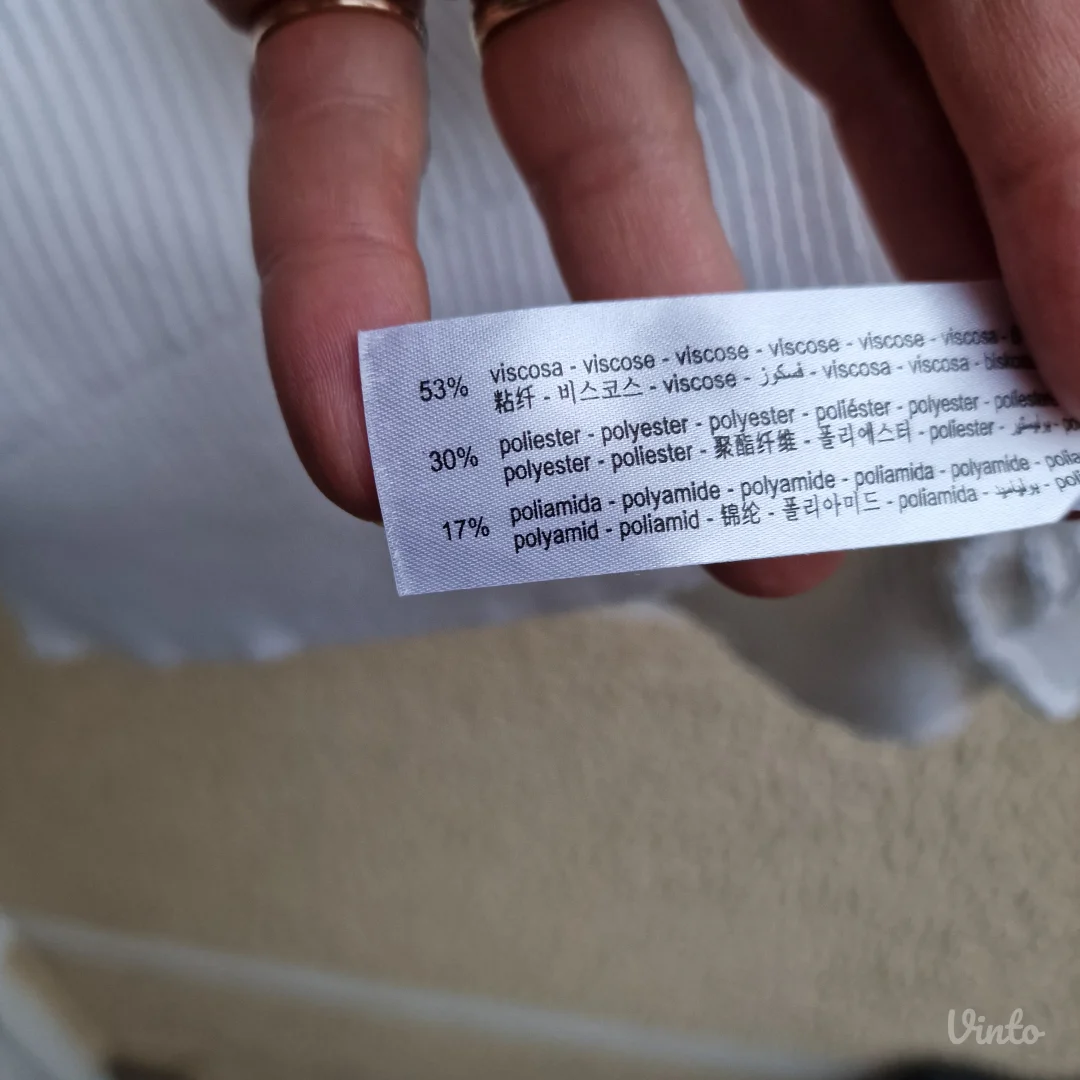 53% viscosa - viscose - viscose - viscose - viscose - viscosa -
粘纤 - 비스코스 - viscose - فسكوز - viscosa - viscosa -
30% poliester - polyester - polyester - poliéster - polyester - poliester
polyester - poliester - 聚酯纤维 - 폴리에스터 - poliester -
17% poliamida - polyamide - polyamide - poliamida - polyamide -
polyamid - poliamid - 锦纶 - 폴리아미드 - poliamida -
Vinto